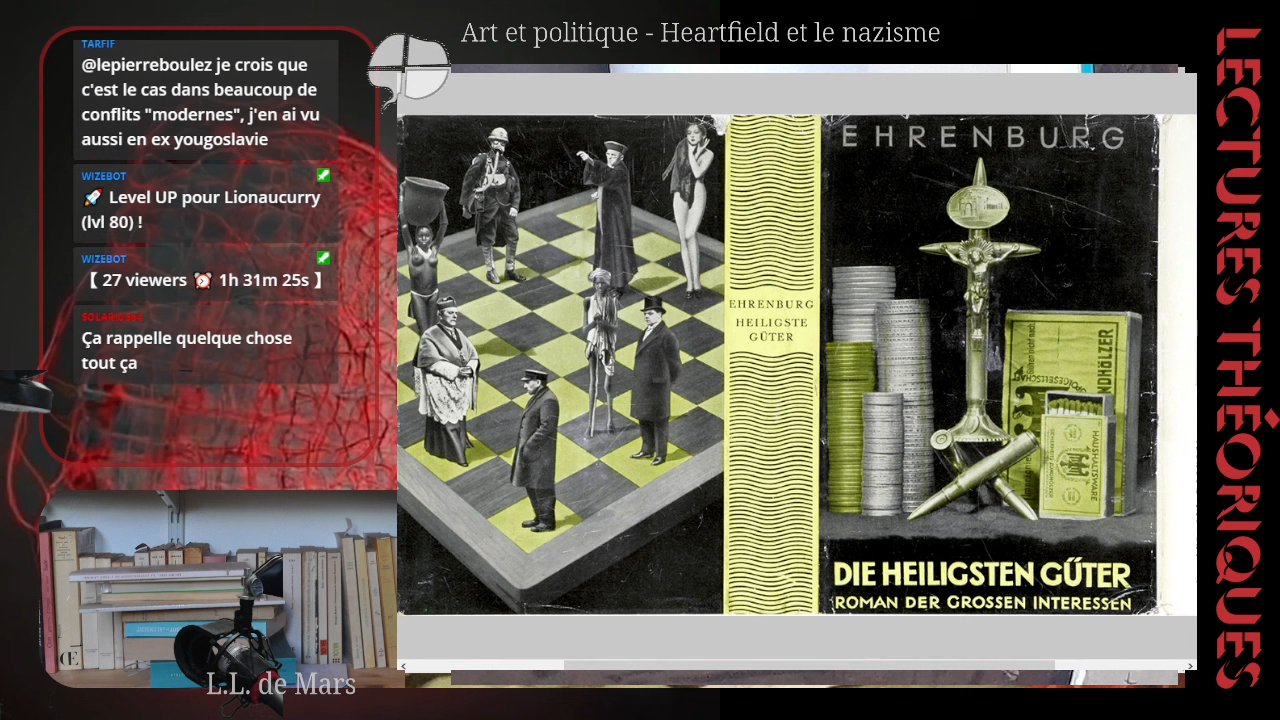 Art et politique - Heartfield et le nazisme
TARFIF
@lepierreboulez je crois que
c'est le cas dans beaucoup de
conflits "modernes", j'en ai vu
aussi en ex yougoslavie
WIZEBOT
🚀 Level UP pour Lionaucurry
(lvl 80) !
WIZEBOT
【 27 viewers ⏰ 1h 31m 25s 】
Ça rappelle quelque chose
tout ça
L.L. de Mars
EHRENBURG
HEILIGSTE
GÜTER
EHRENBURG
HAUSHALTSWARE
DIE HEILIGSTEN GŰTER
ROMAN DER GROSSEN INTERESSEN
LECTURES THÉORIQUES
Œ